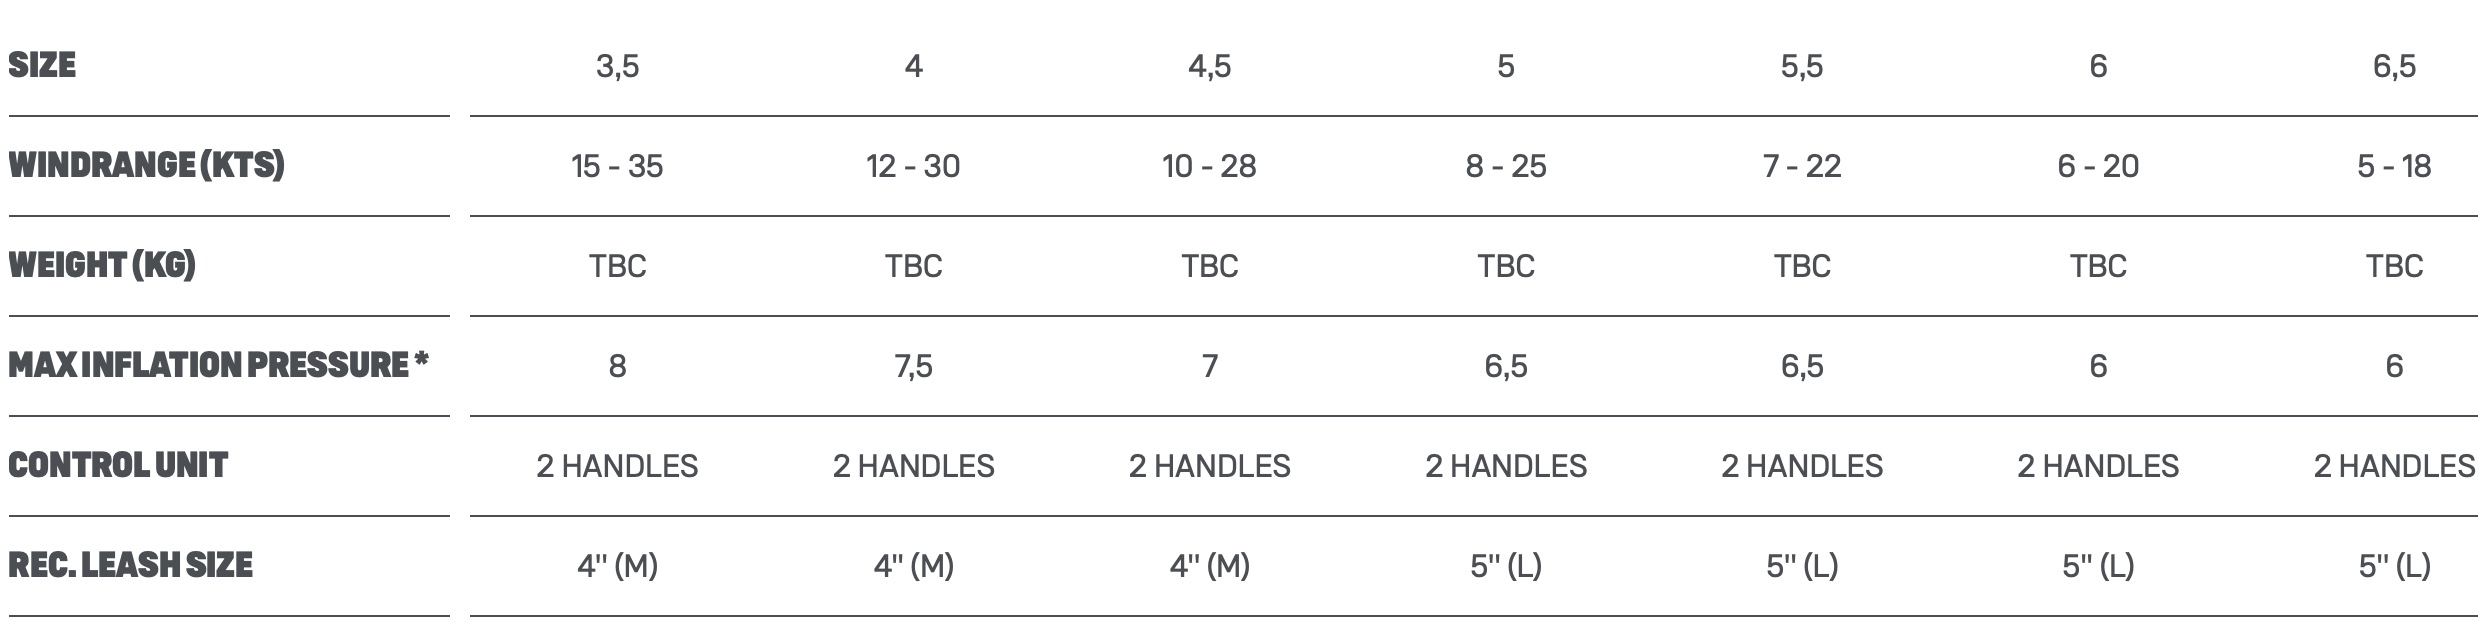 SIZE 3,5 4 4,5 5 5,5 6 6,5
WINDRANGE (KTS) 15 - 35 12 - 30 10 - 28 8 - 25 7 - 22 6 - 20 5 - 18
WEIGHT (KG) TBC TBC TBC TBC TBC TBC TBC
MAX INFLATION PRESSURE * 8 7,5 7 6,5 6,5 6 6
CONTROL UNIT 2 HANDLES 2 HANDLES 2 HANDLES 2 HANDLES 2 HANDLES 2 HANDLES 2 HANDLES
REC. LEASH SIZE 4" (M) 4" (M) 4" (M) 5" (L) 5" (L) 5" (L) 5" (L)